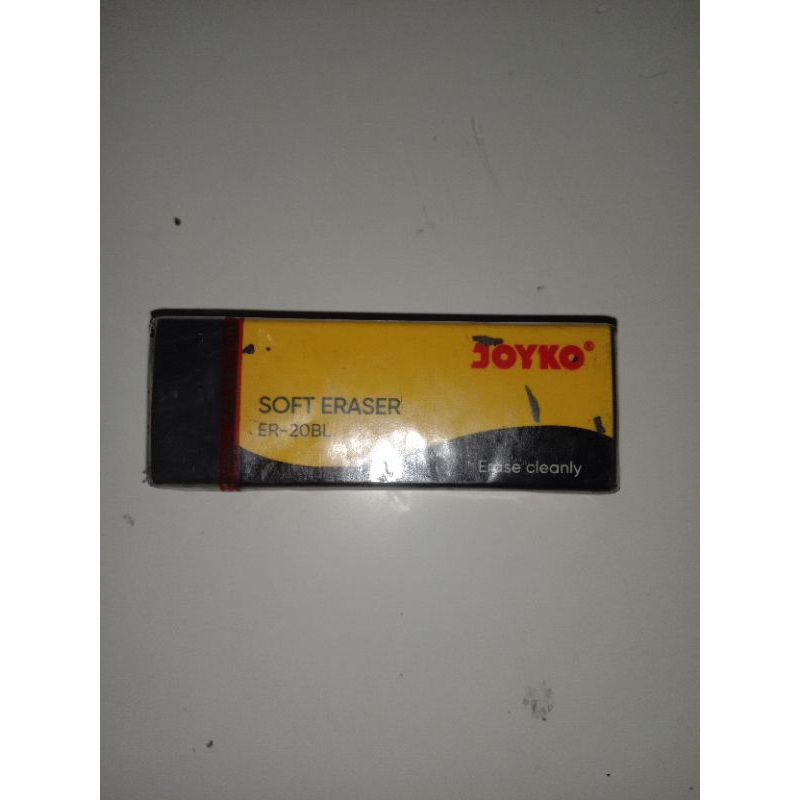 JOYKO®
SOFT ERASER
ER-20BL
Erase cleanly